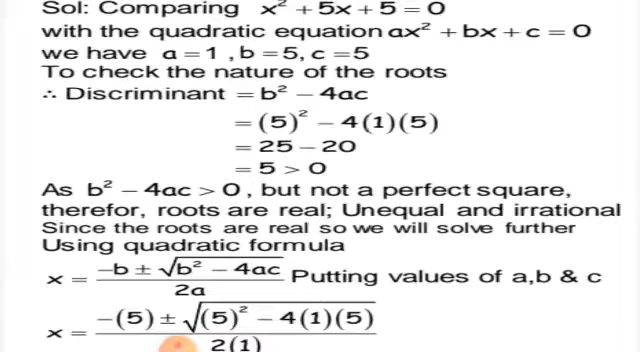 Sol: Comparing x² + 5x + 5 = 0
with the quadratic equation ax² + bx + c = 0
we have a = 1 , b = 5, c = 5
To check the nature of the roots
∴ Discriminant = b² − 4ac
= (5)² − 4(1)(5)
= 25 − 20
= 5 > 0
As b² − 4ac > 0 , but not a perfect square,
therefor, roots are real; Unequal and irrational
Since the roots are real so we will solve further
Using quadratic formula
x = (−b ± √(b² − 4ac))/2a Putting values of a,b & c
x = (−(5) ± √((5)² − 4(1)(5)))/2(1)